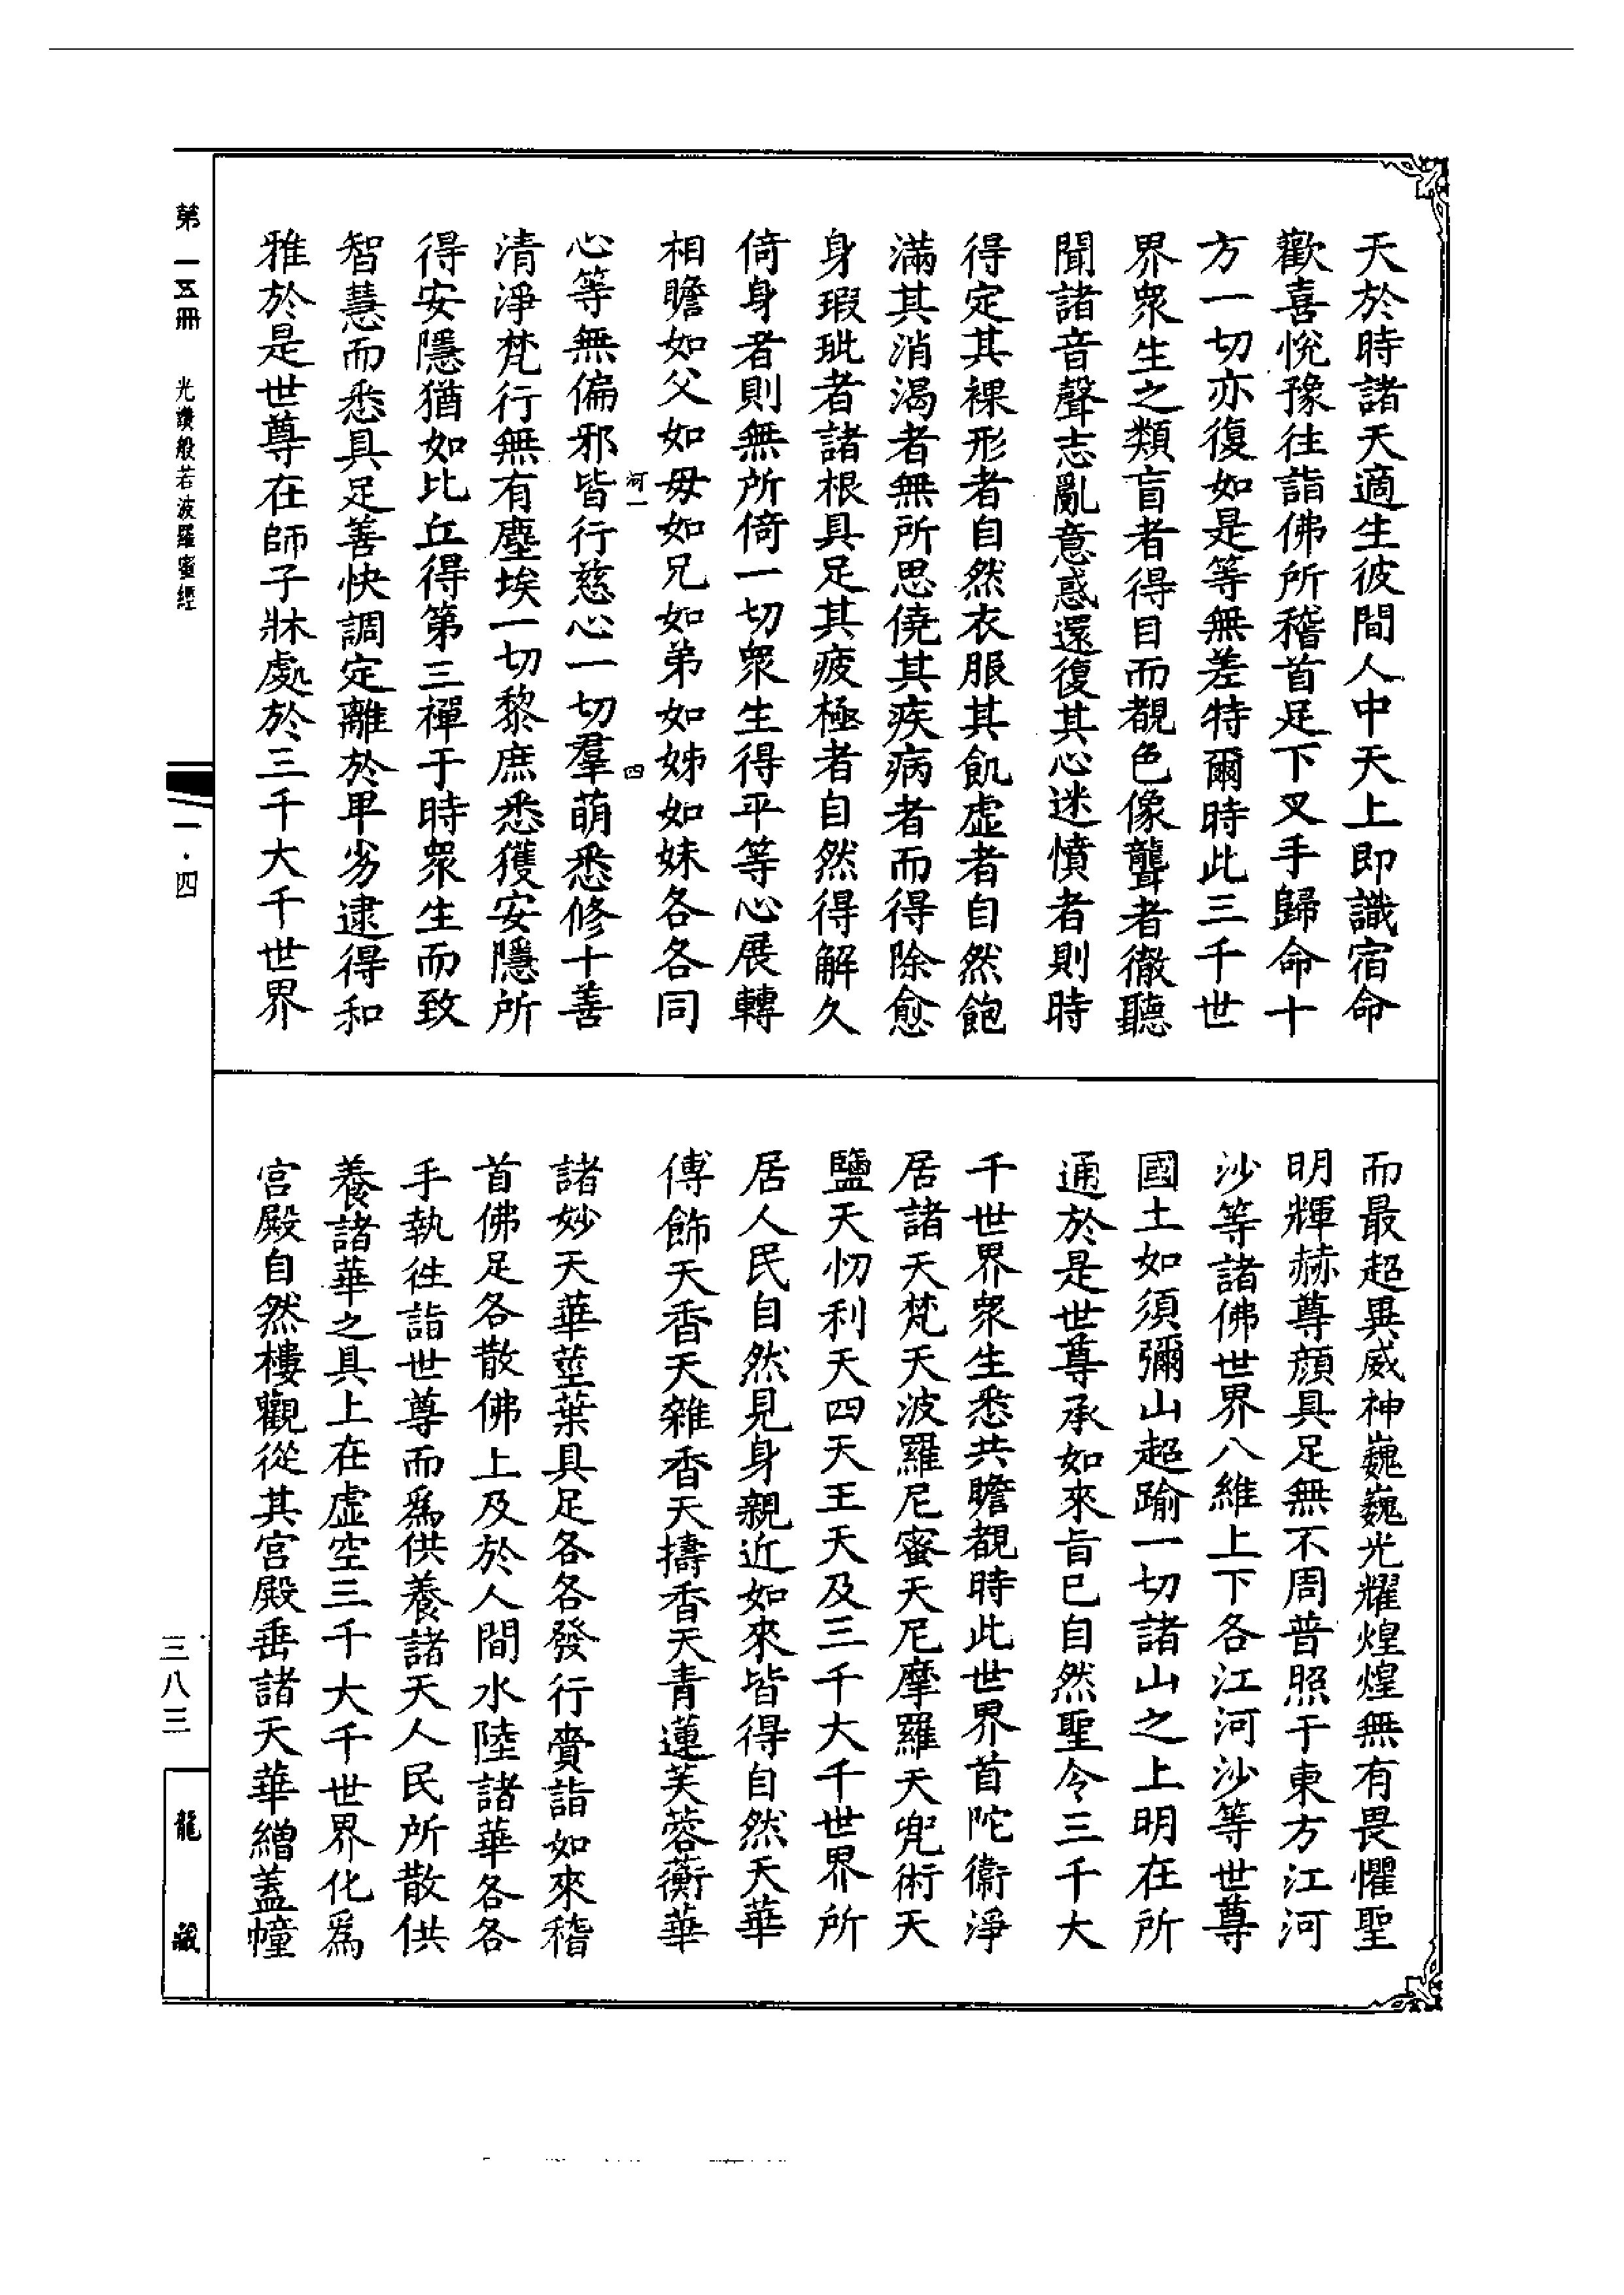 天於時諸天適生彼間人中天上即識宿命
歡喜悅豫往詣佛所稽首足下叉手歸命十
方一切亦復如是等無差特爾時此三千世
界衆生之類盲者得目而覩色像聾者徹聽
聞諸音聲志亂意惑還復其心迷憒者則時
得定其裸形者自然衣服其飢虛者自然飽
滿其消渴者無所思僥其疾病者而得除愈
身瑕玼者諸根具足其疲極者自然得解久
倚身者則無所倚一切衆生得平等心展轉
相瞻如父如母如兄如弟如姊如妹各各同
河一 四
心等無偏邪皆行慈心一切羣萌悉修十善
清淨梵行無有塵埃一切黎庶悉獲安隱所
得安隱猶如比丘得第三禪于時衆生而致
智慧而悉具足善快調定離於卑劣逮得和
雅於是世尊在師子牀處於三千大千世界
而最超異威神巍巍光耀煌煌無有畏懼聖
明輝赫尊顏具足無不周普照于東方江河
沙等諸佛世界八維上下各江河沙等世尊
國土如須彌山超踰一切諸山之上明在所
通於是世尊承如來旨已自然聖令三千大
千世界衆生悉共瞻覩時此世界首陀衞淨
居諸天梵天波羅尼蜜天尼摩羅天兜術天
鹽天忉利天四天王天及三千大千世界所
居人民自然見身親近如來皆得自然天華
傅飾天香天雜香天擣香天青蓮芙蓉蘅華
諸妙天華莖葉具足各各發行齎詣如來稽
首佛足各散佛上及於人間水陸諸華各各
手執往詣世尊而爲供養諸天人民所散供
養諸華之具上在虛空三千大千世界化爲
宮殿自然樓觀從其宮殿垂諸天華繒蓋幢
第一五冊 光讚般若波羅蜜經
一·四
三八三
龍藏